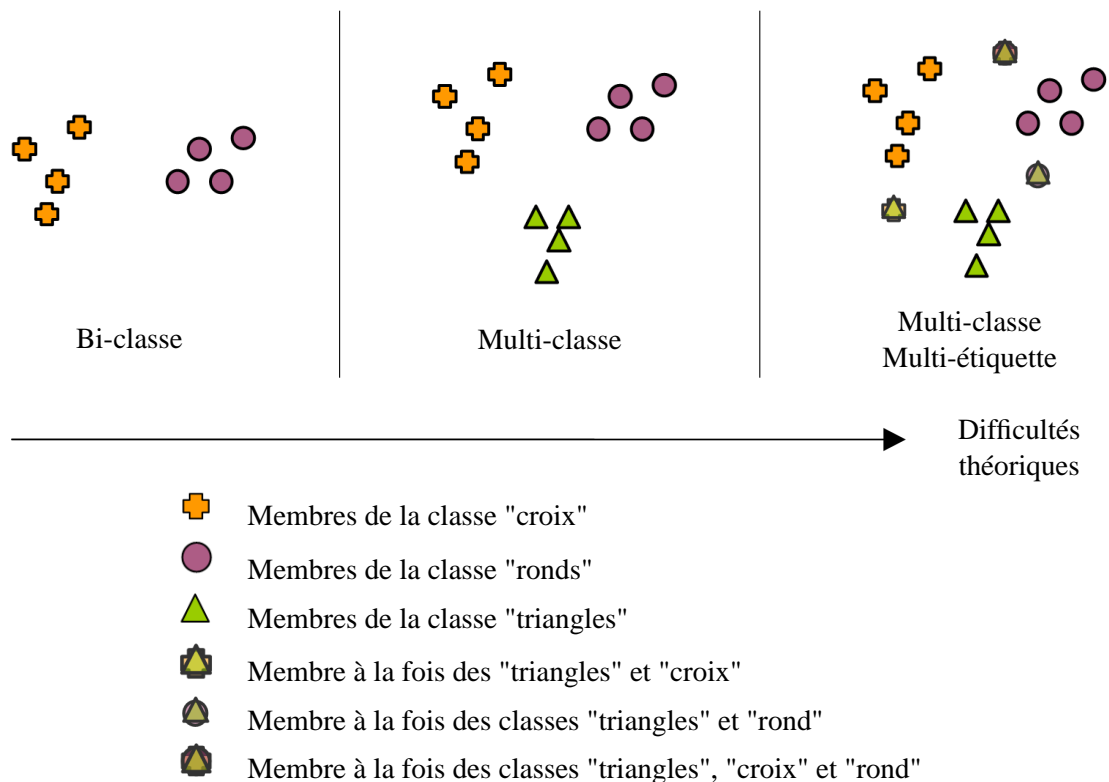 Bi-classe
Multi-classe
Multi-classe
Multi-étiquette
Difficultés
théoriques
Membres de la classe "croix"
Membres de la classe "ronds"
Membres de la classe "triangles"
Membre à la fois des "triangles" et "croix"
Membre à la fois des classes "triangles" et "rond"
Membre à la fois des classes "triangles", "croix" et "rond"